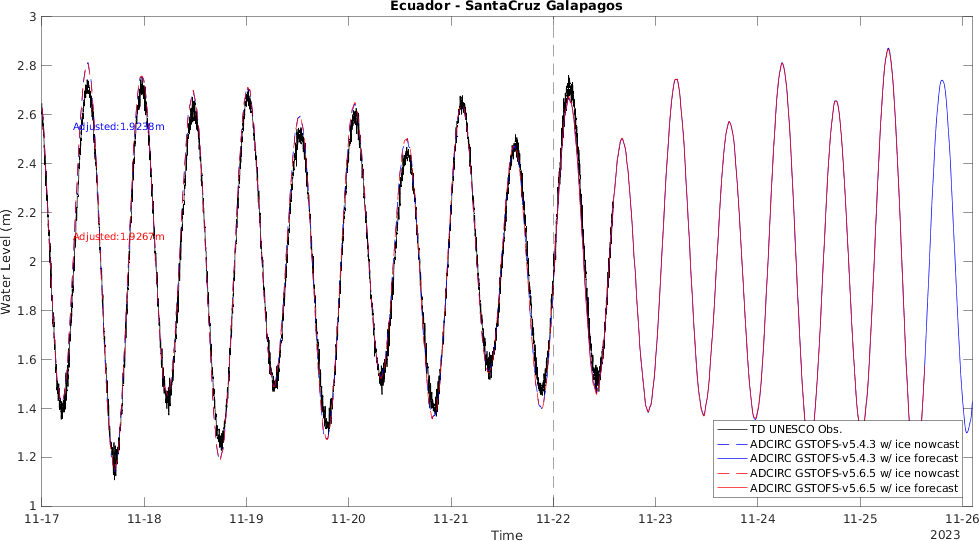 Ecuador - SantaCruz Galapagos
3
2.8
2.6
2.4
2.2
2
1.8
1.6
1.4
1.2
1
Water Level (m)
Adjusted:1.9238m
Adjusted:1.9267m
TD UNESCO Obs.
ADCIRC GSTOFS-v5.4.3 w/ ice nowcast
ADCIRC GSTOFS-v5.4.3 w/ ice forecast
ADCIRC GSTOFS-v5.6.5 w/ ice nowcast
ADCIRC GSTOFS-v5.6.5 w/ ice forecast
11-17 11-18 11-19 11-20 11-21 11-22 11-23 11-24 11-25 11-26
2023
Time